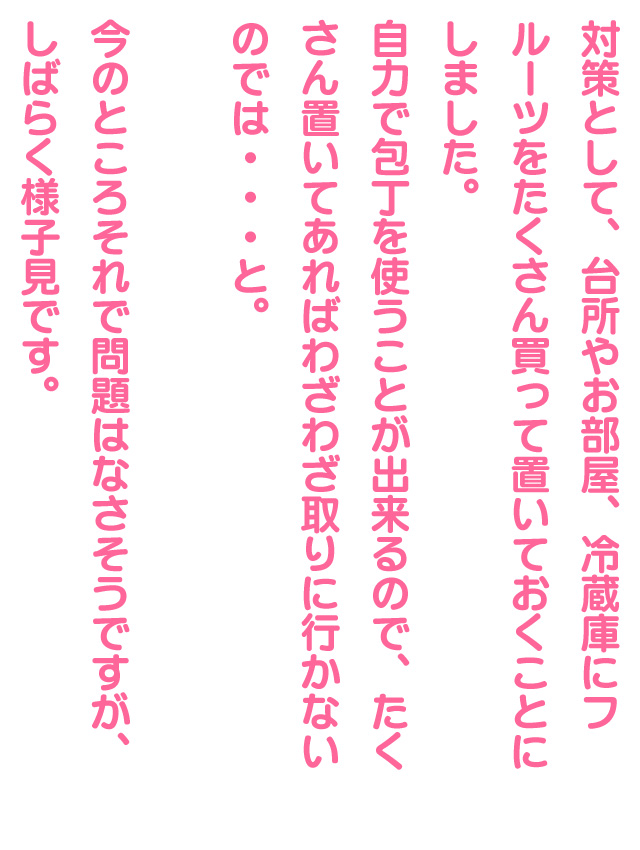 対策として、台所やお部屋、冷蔵庫にフ
ルーツをたくさん買って置いておくことに
しました。
自力で包丁を使うことが出来るので、たく
さん置いてあればわざわざ取りに行かない
のでは・・・と。
今のところそれで問題はなさそうですが、
しばらく様子見です。